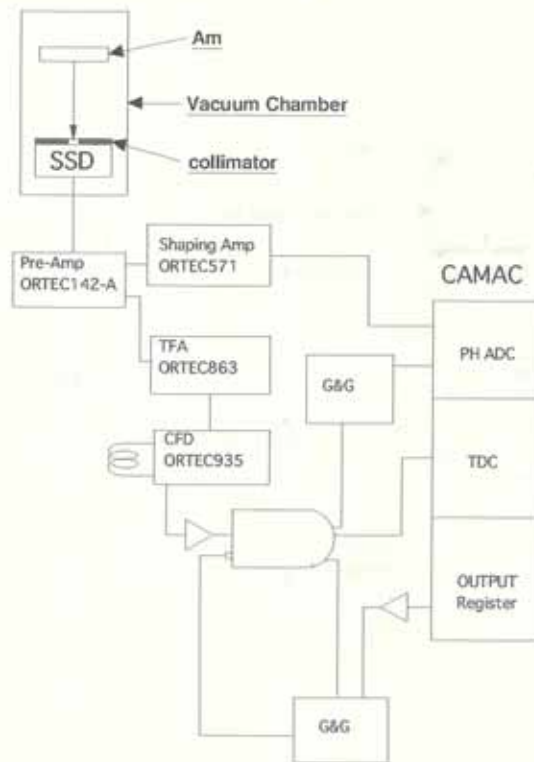 Am
Vacuum Chamber
SSD
collimator
Pre-Amp
ORTEC142-A
Shaping Amp
ORTEC571
CAMAC
TFA
ORTEC863
G&G
PH ADC
CFD
ORTEC935
TDC
OUTPUT
Register
G&G